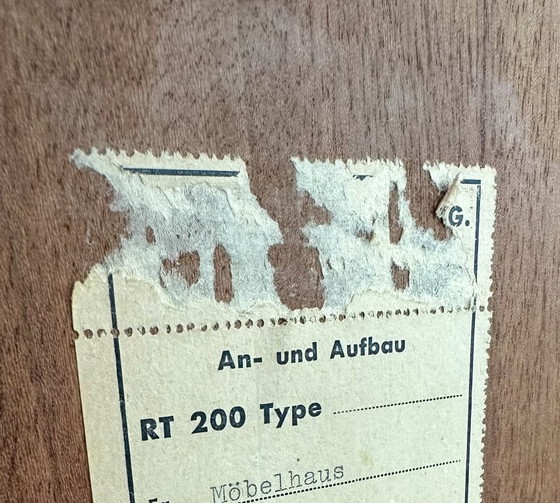 G.
An- und Aufbau
RT 200 Type
Möbelhaus